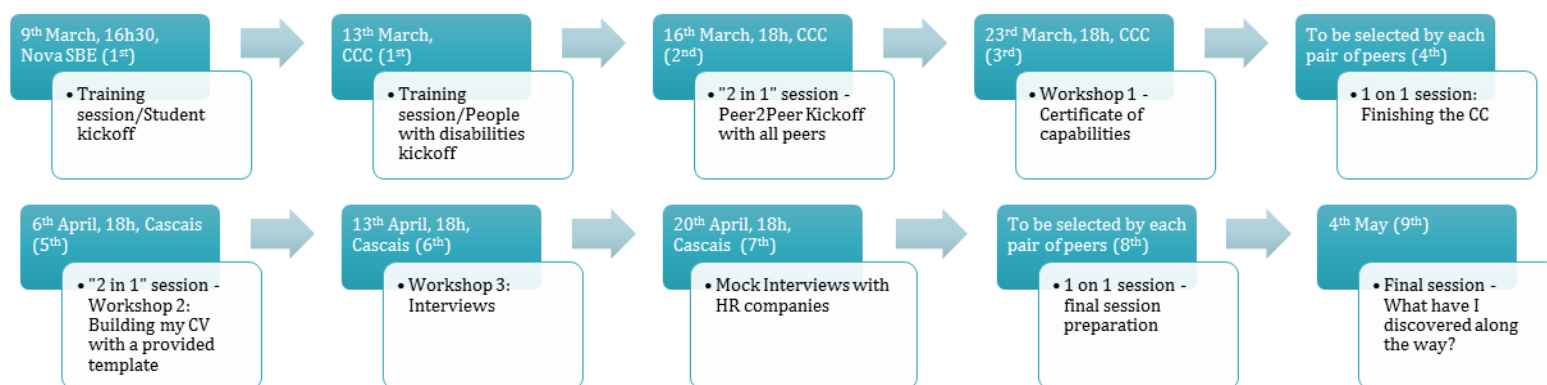 9th March, 16h30,
Nova SBE (1st)
• Training
session/Student
kickoff
13th March,
CCC (1st)
• Training
session/People
with disabilities
kickoff
16th March, 18h, CCC
(2nd)
• "2 in 1" session -
Peer2Peer Kickoff
with all peers
23rd March, 18h, CCC
(3rd)
• Workshop 1 -
Certificate of
capabilities
To be selected by each
pair of peers (4th)
• 1 on 1 session:
Finishing the CC
6th April, 18h, Cascais
(5th)
• "2 in 1" session -
Workshop 2:
Building my CV
with a provided
template
13th April, 18h,
Cascais (6th)
• Workshop 3:
Interviews
20th April, 18h,
Cascais (7th)
• Mock Interviews with
HR companies
To be selected by each
pair of peers (8th)
• 1 on 1 session -
final session
preparation
4th May (9th)
• Final session -
What have I
discovered along
the way?